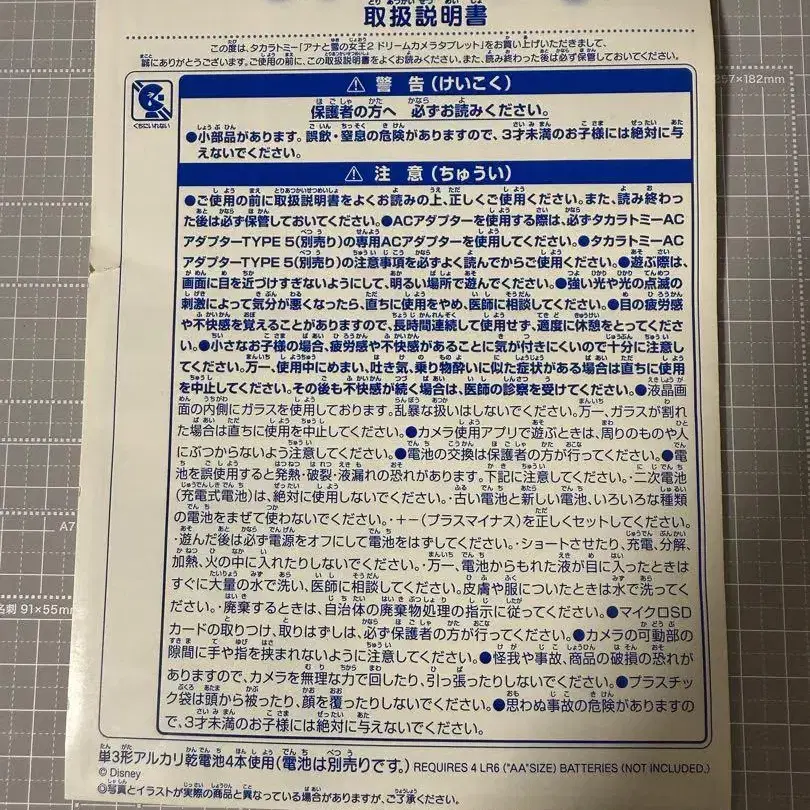 取扱説明書
この度は、タカラトミー「アナと雪の女王2 ドリームカメラタブレット」をお買い上げいただきまして、
誠にありがとうございます。ご使用の前に、この取扱説明書をよくお読みください。また、読み終わった後は必ず保管しておいてください。
くちにいれない
⚠ 警告(けいこく)
保護者の方へ 必ずお読みください。
●小部品があります。誤飲・窒息の危険がありますので、3才未満のお子様には絶対に与
えないでください。
⚠ 注意(ちゅうい)
●ご使用の前に取扱説明書をよくお読みの上、正しくご使用ください。また、読み終わっ
た後は必ず保管しておいてください。●ACアダプターを使用する際は、必ずタカラトミーAC
アダプターTYPE 5(別売り)の専用ACアダプターを使用してください。●タカラトミーAC
アダプターTYPE 5(別売り)の注意事項を必ずよく読んでからご使用ください。●遊ぶ際は、
画面に目を近づけすぎないようにして、明るい場所で遊んでください。●強い光や光の点滅の
刺激によって気分が悪くなったら、直ちに使用をやめ、医師に相談してください。●目の疲労感
や不快感を覚えることがありますので、長時間連続して使用せず、適度に休憩をとってくださ
い。●小さなお子様の場合、疲労感や不快感があることに気が付きにくいので十分に注意し
てください。万一、使用中にめまい、吐き気、乗り物酔いに似た症状がある場合は直ちに使用
を中止してください。その後も不快感が続く場合は、医師の診察を受けてください。●液晶画
面の内側にガラスを使用しております。乱暴な扱いはしないでください。万一、ガラスが割れ
た場合は直ちに使用を中止してください。●カメラ使用アプリで遊ぶときは、周りのものや人
にぶつからないよう注意してください。●電池の交換は保護者の方が行ってください。●電
池を誤使用すると発熱・破裂・液漏れの恐れがあります。下記に注意してください。・二次電池
(充電式電池)は、絶対に使用しないでください。・古い電池と新しい電池、いろいろな種類
の電池をまぜて使わないでください。・+−(プラスマイナス)を正しくセットしてください。
・遊んだ後は必ず電源をオフにして電池をはずしてください。・ショートさせたり、充電、分解、
加熱、火の中に入れたりしないでください。・万一、電池からもれた液が目に入ったときは
すぐに大量の水で洗い、医師に相談してください。皮膚や服についたときは水で洗ってく
ださい。・廃棄するときは、自治体の廃棄物処理の指示に従ってください。●マイクロSD
カードの取りつけ、取りはずしは、必ず保護者の方が行ってください。●カメラの可動部の
隙間に手や指を挟まれないように注意してください。●怪我や事故、商品の破損の恐れが
ありますので、カメラを無理な力で回したり、引っ張ったりしないでください。●プラスチッ
ク袋は頭から被ったり、顔を覆ったりしないでください。●思わぬ事故の危険がありますの
で、3才未満のお子様には絶対に与えないでください。
単3形アルカリ乾電池4本使用(電池は別売りです。) REQUIRES 4 LR6 ("AA"SIZE) BATTERIES (NOT INCLUDED.)
© Disney
◎写真とイラストが実際の商品と異なっている場合がありますが、ご了承ください。
257×182mm
A7
名刺 91×55mm